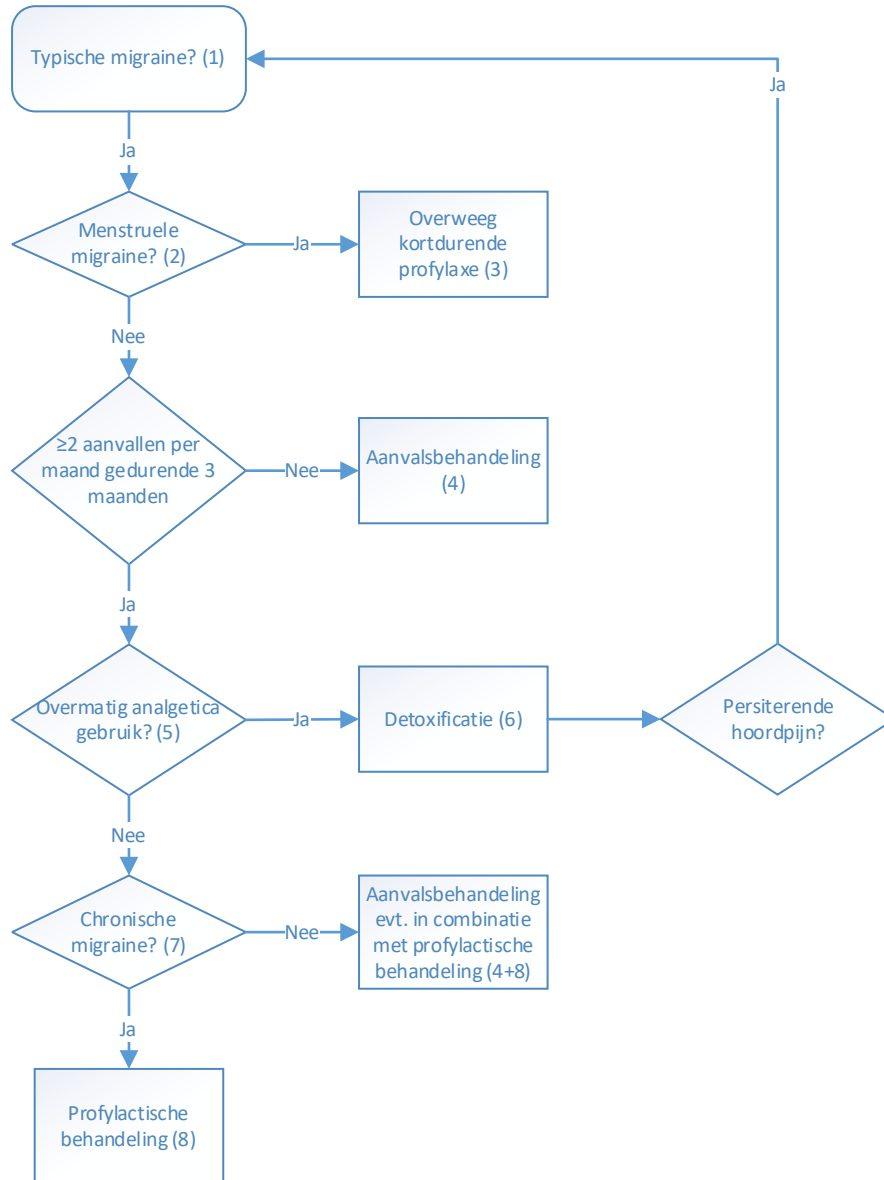 Typische migraine? (1)
Ja
Ja
Menstruele
migraine? (2)
Ja
Overweeg
kortdurende
profylaxe (3)
Nee
≥2 aanvallen per
maand gedurende 3
maanden
Nee
Aanvalsbehandeling
(4)
Ja
Overmatig analgetica
gebruik? (5)
Ja
Detoxificatie (6)
Persiterende
hoordpijn?
Nee
Chronische
migraine? (7)
Nee
Aanvalsbehandeling
evt. in combinatie
met profylactische
behandeling (4+8)
Ja
Profylactische
behandeling (8)